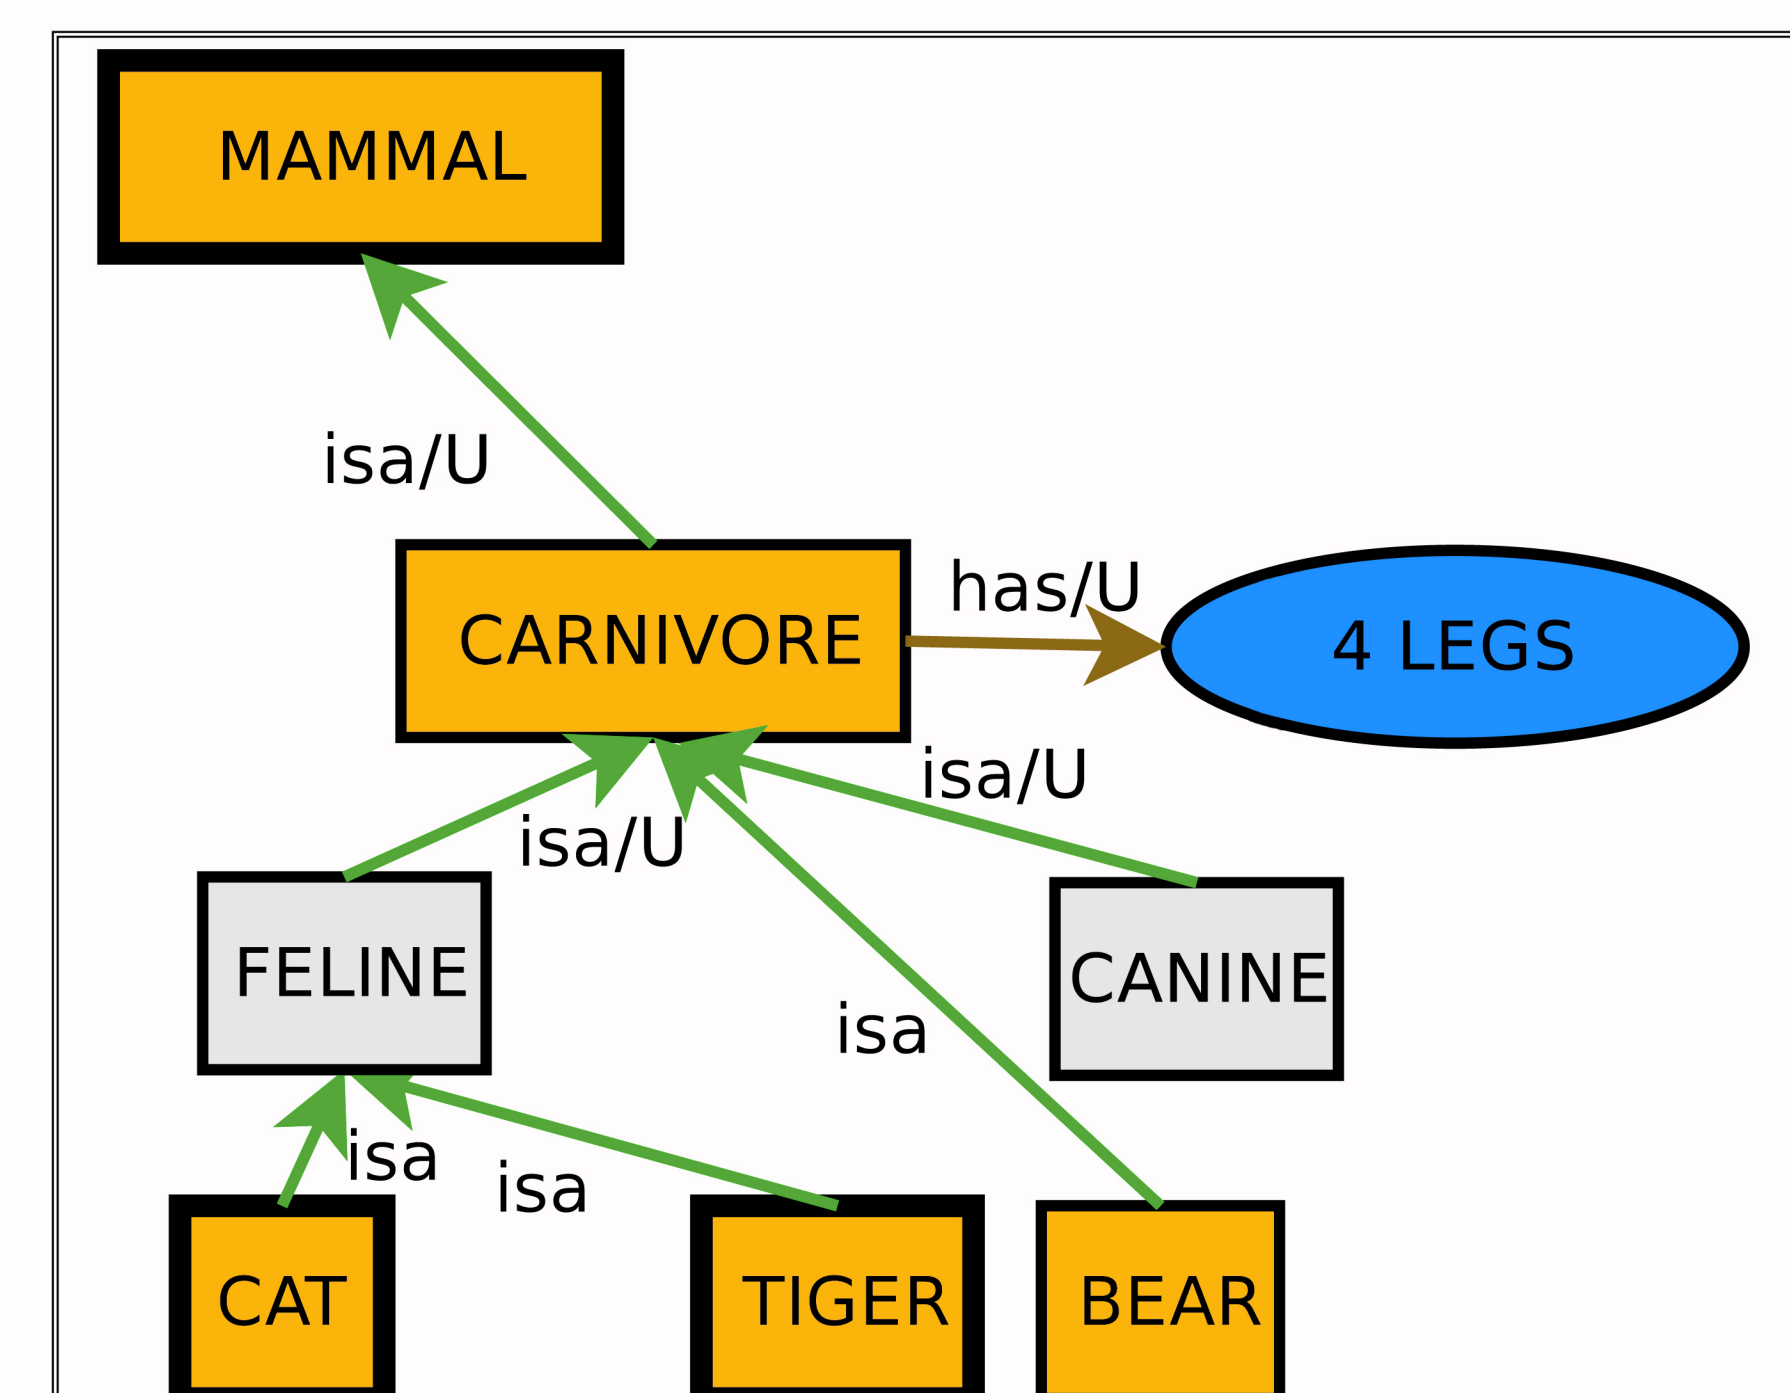 MAMMAL
isa/U
CARNIVORE
has/U
4 LEGS
isa/U
isa/U
FELINE
CANINE
isa
isa
isa
CAT
TIGER
BEAR